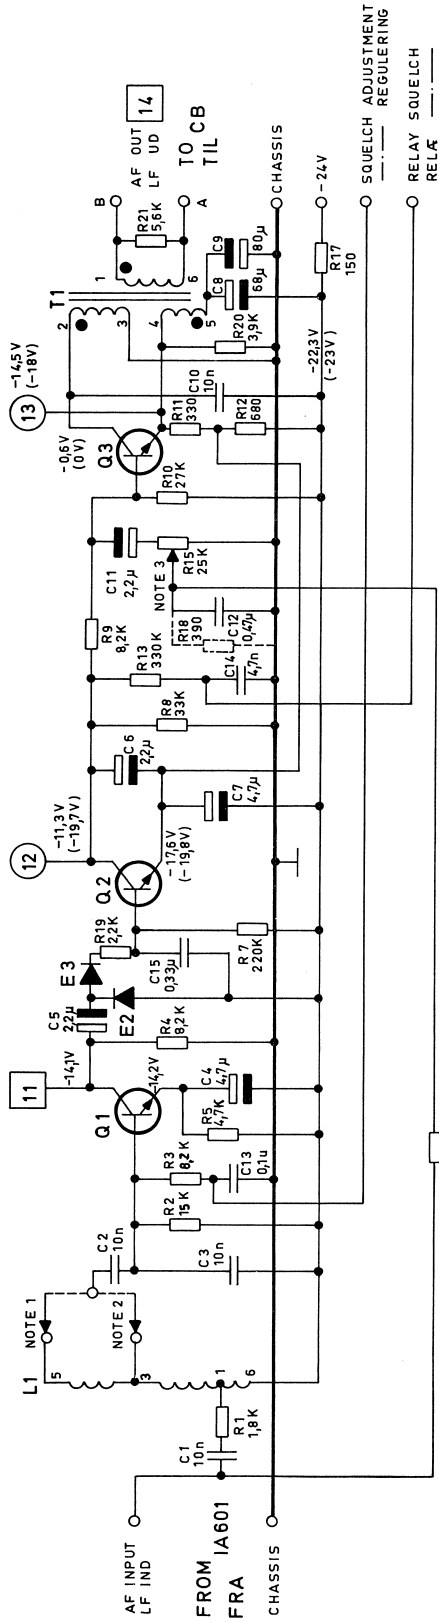 AF INPUT
LF IND
FROM
IA601
FRA
CHASSIS
C1
10n
R1
1,8K
L1
5
3
1
6
NOTE 1
NOTE 2
C2
10n
C3
10n
R2
15K
R3
8,2K
C13
0,1u
11
-14,1V
Q1
-14,2V
R5
4,7K
C4
4,7µ
R4
8,2K
C5
2,2µ
E3
E2
R19
2,2K
C15
0,33µ
R7
220K
12
-11,3V
(-19,7V)
Q2
-17,6V
(-19,8V)
C6
2,2µ
C7
4,7µ
R8
33K
R9
8,2K
R13
330K
C14
4,7n
R18
390
C12
0,47µ
NOTE 3
C11
2,2µ
R15
25K
R10
27K
Q3
-0,6V
(0V)
13
-14,5V
(-18V)
R11
330
R12
680
C10
10n
R20
3,9K
T1
2
3
4
5
1
6
C8
68µ
C9
80µ
-22,3V
(-23V)
R17
150
R21
5,6K
B
A
AF OUT
LF UD
14
TO CB
TIL
CHASSIS
-24V
SQUELCH ADJUSTMENT
—·— REGULERING
RELAY SQUELCH
RELÆ —·—